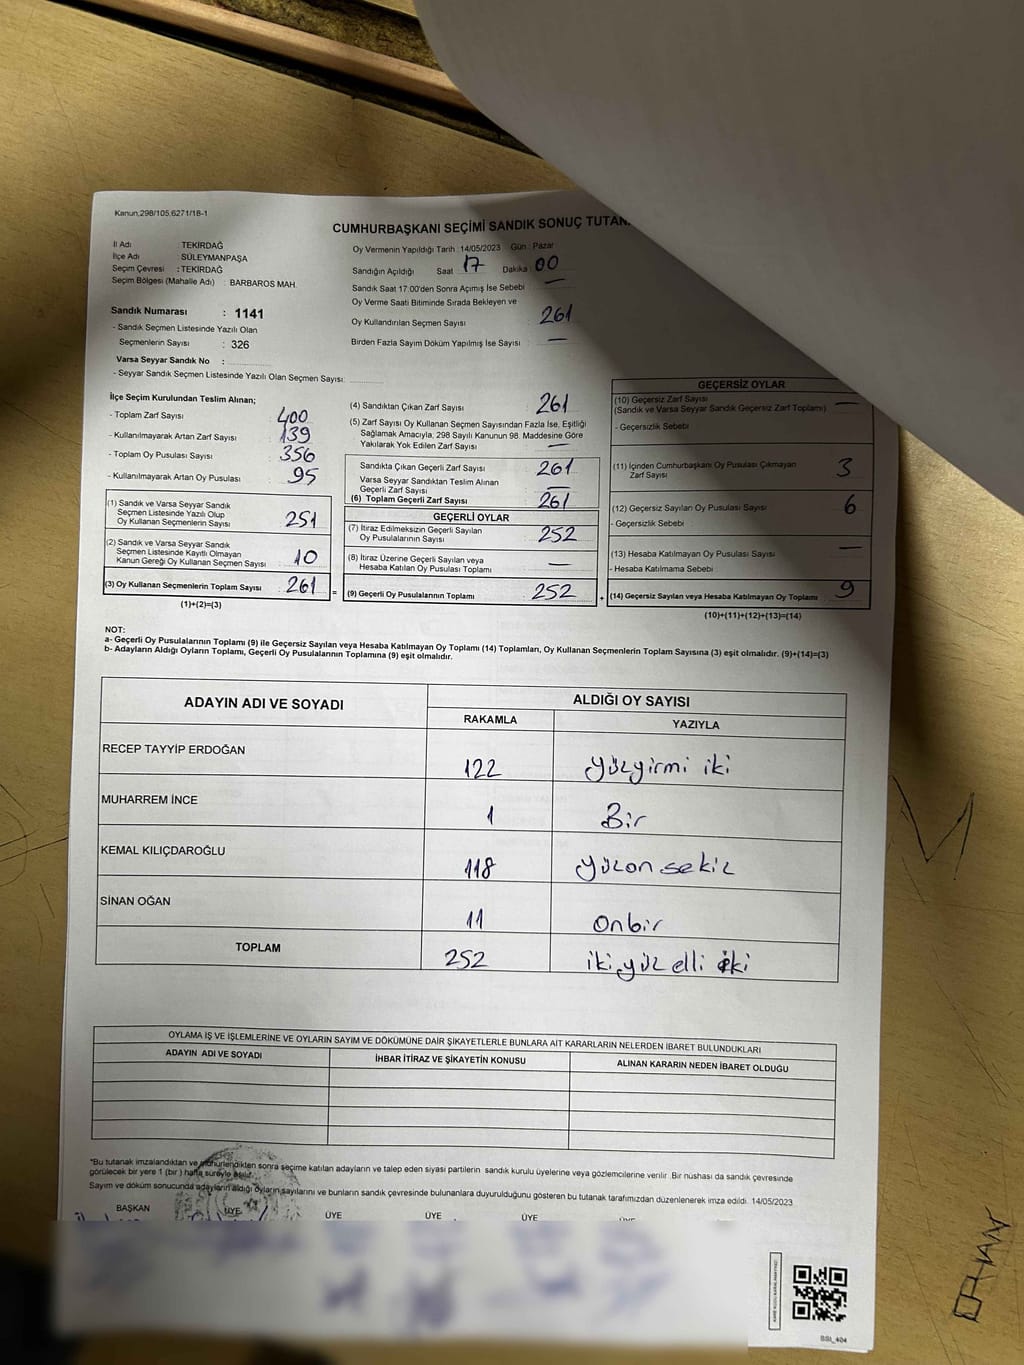 Kanun,298/105,6271/18-1
CUMHURBAŞKANI SEÇİMİ SANDIK SONUÇ TUTAN
İl Adı : TEKİRDAĞ
İlçe Adı : SÜLEYMANPAŞA
Seçim Çevresi : TEKİRDAĞ
Seçim Bölgesi (Mahalle Adı) : BARBAROS MAH.
Sandık Numarası : 1141
- Sandık Seçmen Listesinde Yazılı Olan
Seçmenlerin Sayısı : 326
Varsa Seyyar Sandık No :
- Seyyar Sandık Seçmen Listesinde Yazılı Olan Seçmen Sayısı:
Oy Vermenin Yapıldığı Tarih :14/05/2023 Gün : Pazar
Sandığın Açıldığı Saat 17 Dakika : 00
Sandık Saat 17.00'den Sonra Açımış İse Sebebi —
Oy Verme Saati Bitiminde Sırada Bekleyen ve
Oy Kullandırılan Seçmen Sayısı : 261
Birden Fazla Sayım Döküm Yapılmış İse Sayısı : —
İlçe Seçim Kurulundan Teslim Alınan;
- Toplam Zarf Sayısı : 400
- Kullanılmayarak Artan Zarf Sayısı : 139
- Toplam Oy Pusulası Sayısı : 356
- Kullanılmayarak Artan Oy Pusulası : 95
(1) Sandık ve Varsa Seyyar Sandık
Seçmen Listesinde Yazılı Olup
Oy Kullanan Seçmenlerin Sayısı : 251
(2) Sandık ve Varsa Seyyar Sandık
Seçmen Listesinde Kayıtlı Olmayan
Kanun Gereği Oy Kullanan Seçmen Sayısı : 10
(3) Oy Kullanan Seçmenlerin Toplam Sayısı : 261
(1)+(2)=(3)
=
(4) Sandıktan Çıkan Zarf Sayısı : 261
(5) Zarf Sayısı Oy Kullanan Seçmen Sayısından Fazla İse, Eşitliği
Sağlamak Amacıyla, 298 Sayılı Kanunun 98. Maddesine Göre
Yakılarak Yok Edilen Zarf Sayısı : —
Sandıkta Çıkan Geçerli Zarf Sayısı : 261
Varsa Seyyar Sandıktan Teslim Alınan
Geçerli Zarf Sayısı : —
(6) Toplam Geçerli Zarf Sayısı : 261
GEÇERLİ OYLAR
(7) İtiraz Edilmeksizin Geçerli Sayılan
Oy Pusulalarının Sayısı : 252
(8) İtiraz Üzerine Geçerli Sayılan veya
Hesaba Katılan Oy Pusulası Toplamı : —
(9) Geçerli Oy Pusulalarının Toplamı : 252
+
GEÇERSİZ OYLAR
(10) Geçersiz Zarf Sayısı : —
(Sandık ve Varsa Seyyar Sandık Geçersiz Zarf Toplamı)
- Geçersizlik Sebebi
(11) İçinden Cumhurbaşkanı Oy Pusulası Çıkmayan
Zarf Sayısı : 3
(12) Geçersiz Sayılan Oy Pusulası Sayısı : 6
- Geçersizlik Sebebi
(13) Hesaba Katılmayan Oy Pusulası Sayısı : —
- Hesaba Katılmama Sebebi
(14) Geçersiz Sayılan veya Hesaba Katılmayan Oy Toplamı : 9
(10)+(11)+(12)+(13)=(14)
NOT:
a- Geçerli Oy Pusulalarının Toplamı (9) ile Geçersiz Sayılan veya Hesaba Katılmayan Oy Toplamı (14) Toplamları, Oy Kullanan Seçmenlerin Toplam Sayısına (3) eşit olmalıdır. (9)+(14)=(3)
b- Adayların Aldığı Oyların Toplamı, Geçerli Oy Pusulalarının Toplamına (9) eşit olmalıdır.
ADAYIN ADI VE SOYADI ALDIĞI OY SAYISI
RAKAMLA YAZIYLA
RECEP TAYYİP ERDOĞAN 122 yüzyirmi iki
MUHARREM İNCE 1 Bir
KEMAL KILIÇDAROĞLU 118 yüzon sekiz
SİNAN OĞAN 11 onbir
TOPLAM 252 iki yüz elli iki
OYLAMA İŞ VE İŞLEMLERİNE VE OYLARIN SAYIM VE DÖKÜMÜNE DAİR ŞİKAYETLERLE BUNLARA AİT KARARLARIN NELERDEN İBARET BULUNDUKLARI
ADAYIN ADI VE SOYADI İHBAR İTİRAZ VE ŞİKAYETİN KONUSU ALINAN KARARIN NEDEN İBARET OLDUĞU
*Bu tutanak imzalandıktan ve mühürlendikten sonra seçime katılan adayların ve talep eden siyasi partilerin sandık kurulu üyelerine veya gözlemcilerine verilir. Bir nüshası da sandık çevresinde
görülecek bir yere 1 (bir) hafta süreyle asılır.
Sayım ve döküm sonucunda adayların aldığı oyların sayılarını ve bunların sandık çevresinde bulunanlara duyurulduğunu gösteren bu tutanak tarafımızdan düzenlenerek imza edildi. 14/05/2023
BAŞKAN ÜYE ÜYE ÜYE ÜYE ÜYE
BSt_404
ORHAN